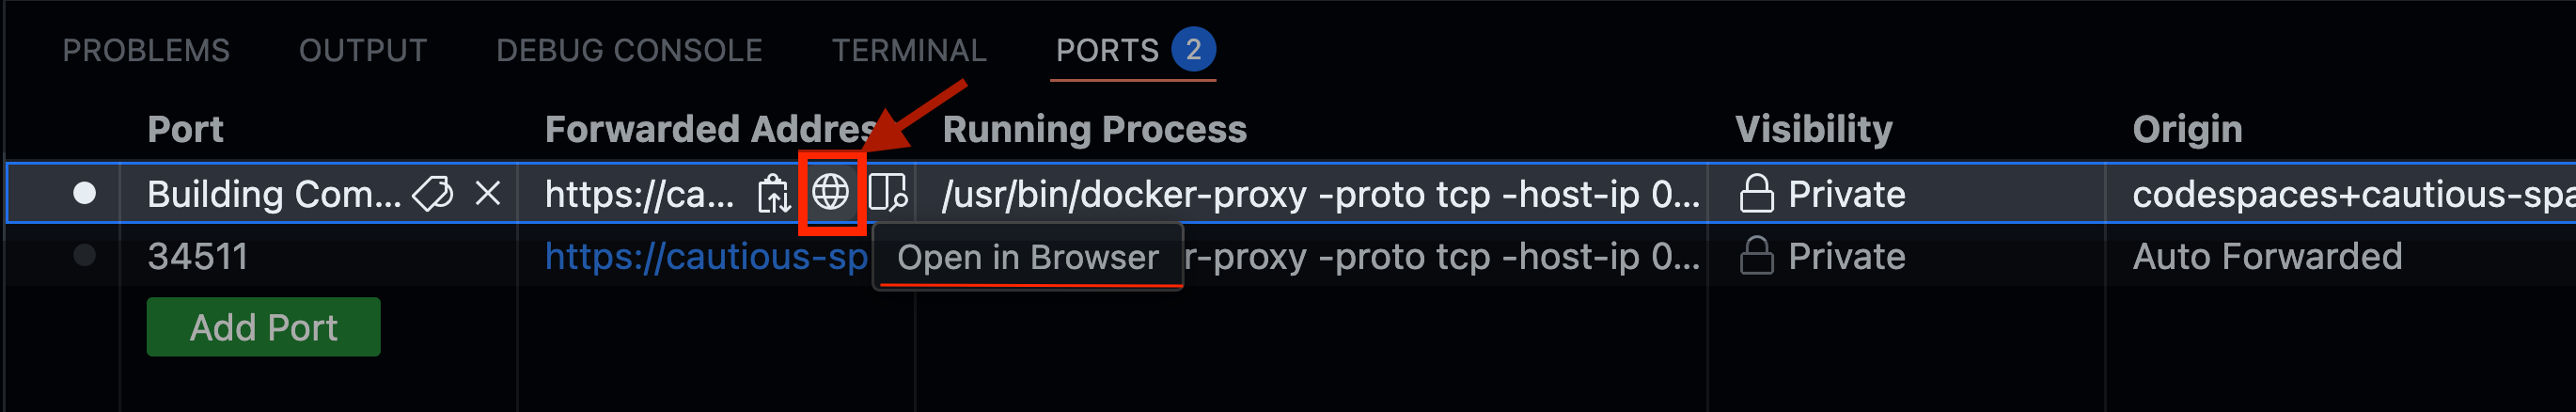 PROBLEMS OUTPUT DEBUG CONSOLE TERMINAL PORTS 2
Port Forwarded Addres Running Process Visibility Origin
Building Com... https://ca... /usr/bin/docker-proxy -proto tcp -host-ip 0... Private codespaces+cautious-spa
34511 https://cautious-sp Open in Browser r-proxy -proto tcp -host-ip 0... Private Auto Forwarded
Add Port